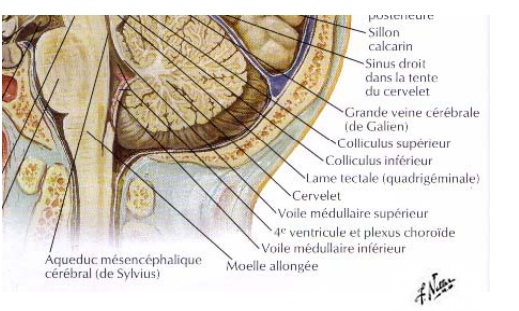 postérieure
Sillon
calcarin
Sinus droit
dans la tente
du cervelet
Grande veine cérébrale
(de Galien)
Colliculus supérieur
Colliculus inférieur
Lame tectale (quadrigéminale)
Cervelet
Voile médullaire supérieur
4e ventricule et plexus choroïde
Voile médullaire inférieur
Moelle allongée
Aqueduc mésencéphalique
cérébral (de Sylvius)
F. Netter